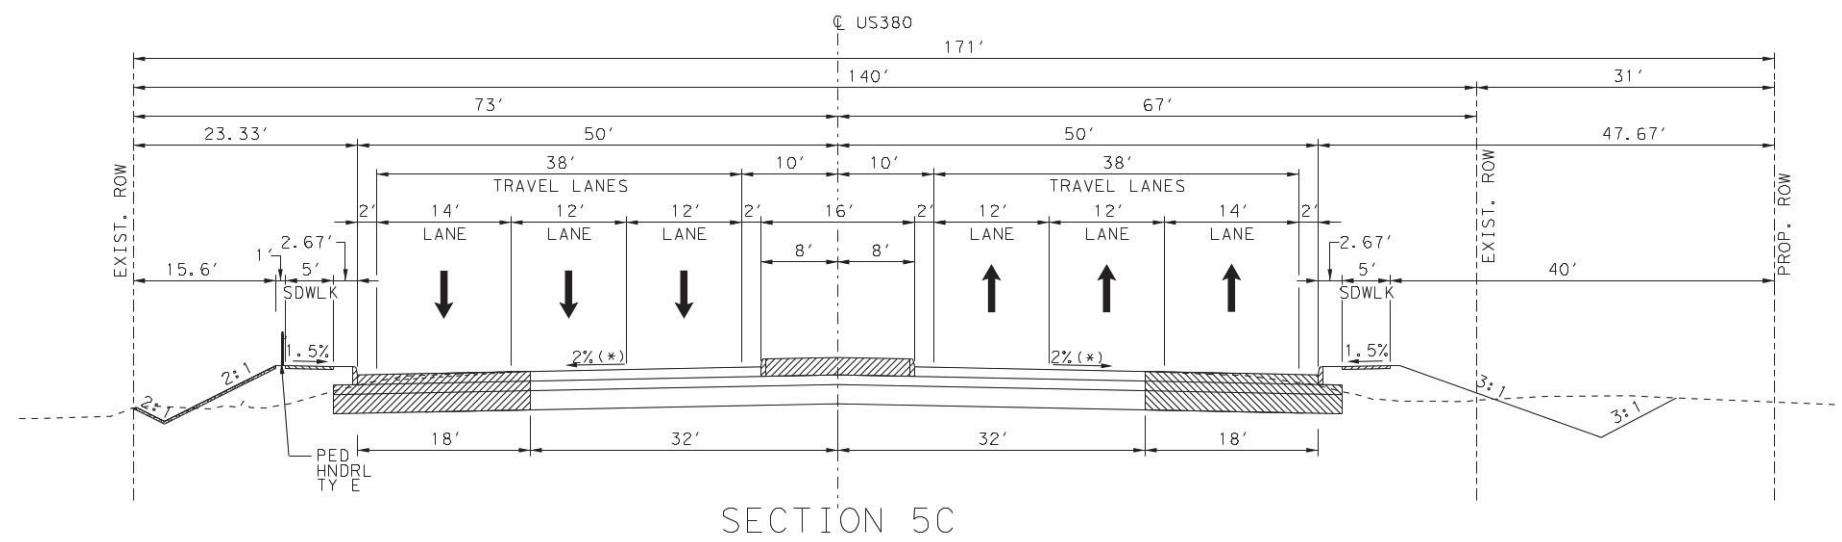 ℄ US380
171'
140' 31'
73' 67'
23.33' 50' 50' 47.67'
38' 10' 10' 38'
TRAVEL LANES TRAVEL LANES
2' 14' 12' 12' 2' 16' 2' 12' 12' 14' 2'
LANE LANE LANE LANE LANE LANE
EXIST. ROW
EXIST. ROW
PROP. ROW
1' 2.67' 8' 8' 2.67'
15.6' 5' 5' 40'
SDWLK SDWLK
1.5% 2%(*) 2%(*) 1.5%
2:1
2:1
3:1
3:1
18' 32' 32' 18'
PED
HNDRL
TY E
SECTION 5C